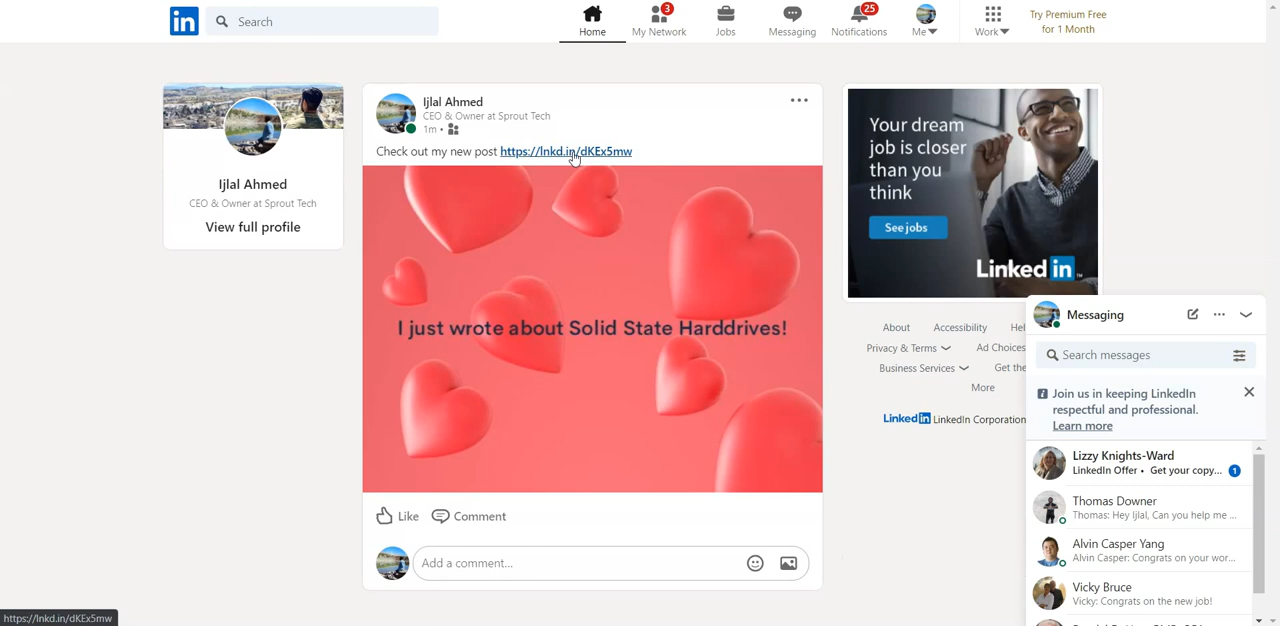 in
Search
Home
3
My Network
Jobs
Messaging
25
Notifications
Me
Work
Try Premium Free
for 1 Month
Ijlal Ahmed
CEO & Owner at Sprout Tech
View full profile
Ijlal Ahmed
CEO & Owner at Sprout Tech
1m •
Check out my new post https://lnkd.in/dKEx5mw
I just wrote about Solid State Harddrives!
Like
Comment
Add a comment...
Your dream
job is closer
than you
think
See jobs
Linked in
About
Accessibility
Hel
Privacy & Terms
Ad Choices
Business Services
Get the
More
Linked in LinkedIn Corporation
Messaging
Search messages
Join us in keeping LinkedIn
respectful and professional.
Learn more
Lizzy Knights-Ward
LinkedIn Offer • Get your copy...
1
Thomas Downer
Thomas: Hey Ijlal, Can you help me ...
Alvin Casper Yang
Alvin Casper: Congrats on your wor...
Vicky Bruce
Vicky: Congrats on the new job!
https://lnkd.in/dKEx5mw